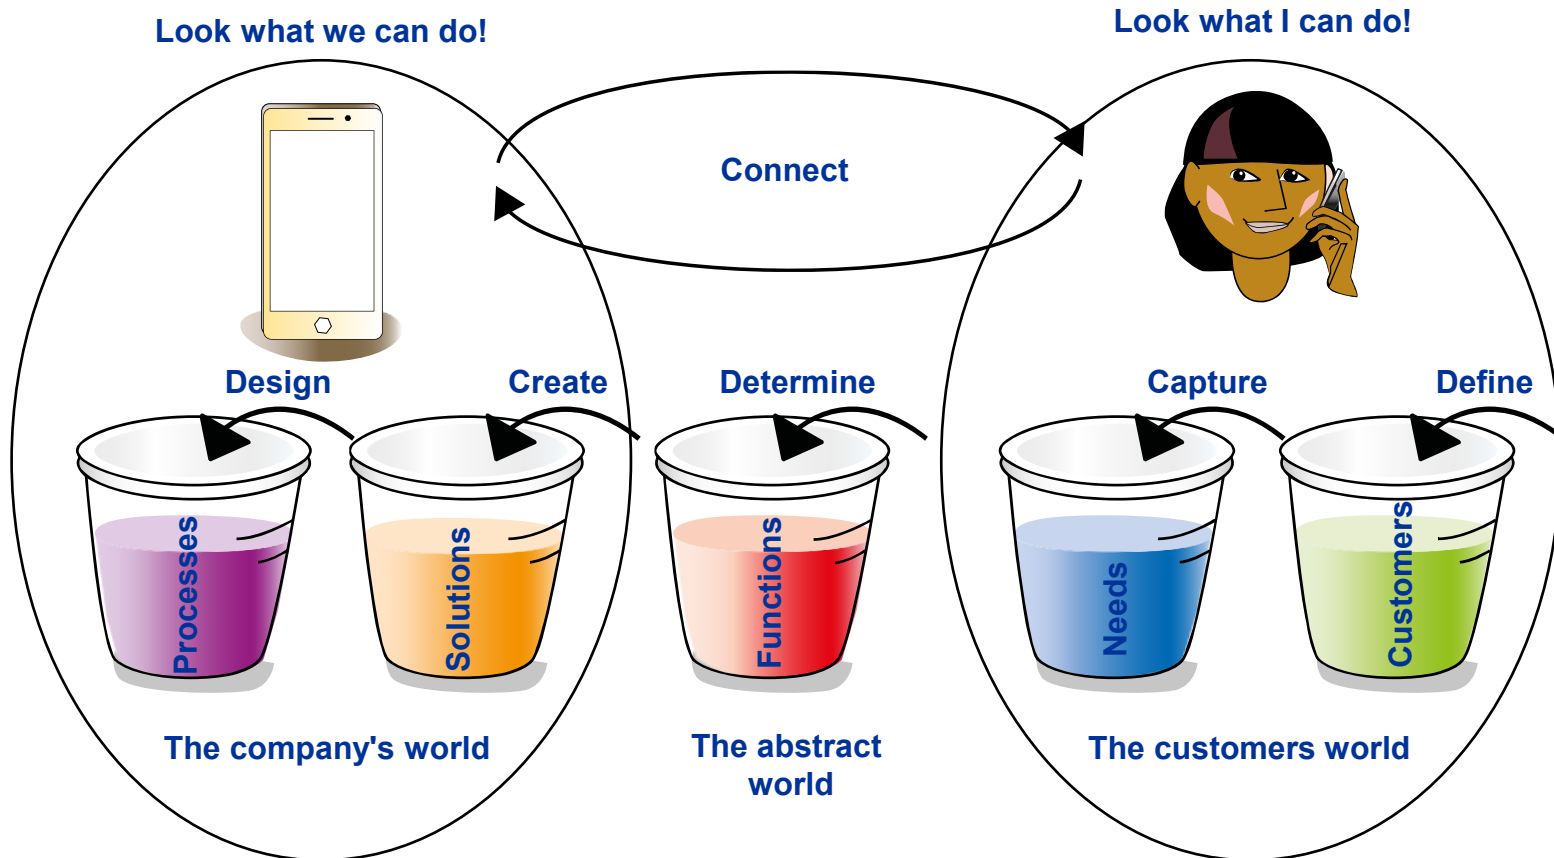 Look what we can do!
Look what I can do!
Connect
Design
Create
Determine
Capture
Define
Processes
Solutions
Functions
Needs
Customers
The company's world
The abstract
world
The customers world